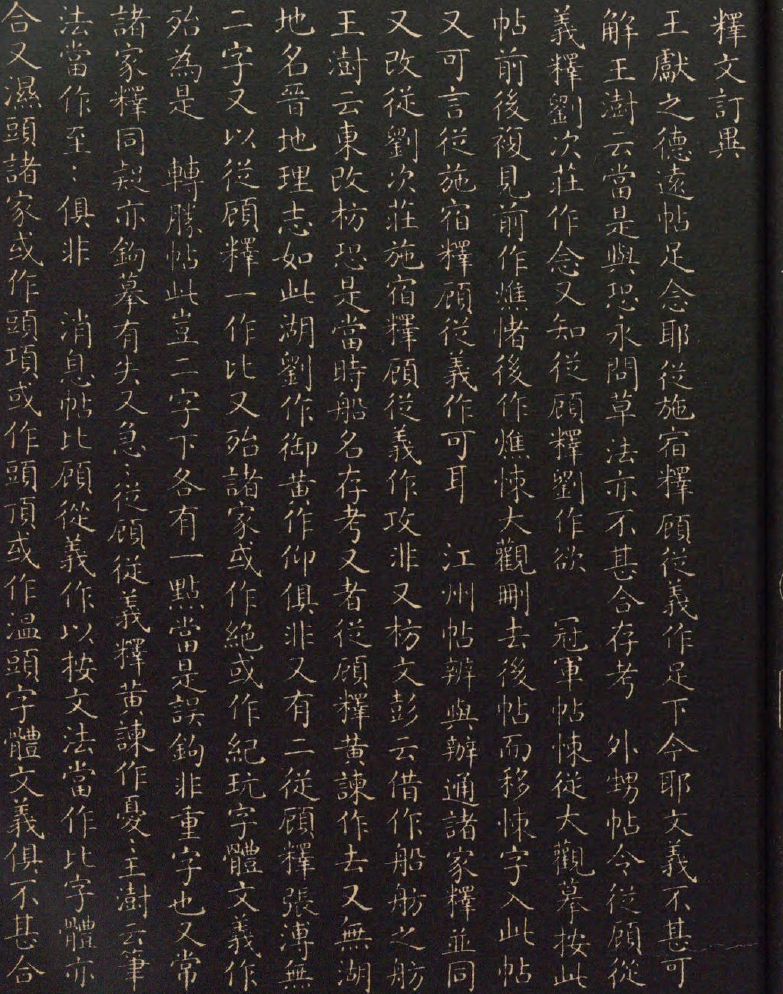 釋文訂異
王獻之德遠帖足念耶從施宿釋顧從義作足下今耶文義不甚可
解王澍云當是與恐永問草法亦不甚合存考　外甥帖令從顧從
義釋劉次莊作念又知從顧釋劉作欲　冠軍帖悚從大觀摹按此
帖前後複見前作燋悕後作燋悚大觀刪去後帖而移悚字入此帖
又可言從施宿釋顧從義作可耳　江州帖辨與辦通諸家釋並同
又改從劉次莊施宿釋顧從義作攻非又枋文彭云借作船舫之舫
王澍云東改枋恐是當時船名存考又者從顧釋黃諫作去又無湖
地名晉地理志如此湖劉作御黃作仰俱非又有二從顧釋張溥無
二字又以從顧釋一作比又殆諸家或作絶或作紀玩字體文義作
殆為是　轉勝帖此豈二字下各有一點當是誤鉤非重字也又常
諸家釋同疑亦鉤摹有失又急〻從顧從義釋黃諫作憂〻王澍云筆
法當作至〻俱非　消息帖比顧從義作以按文法當作比字體亦
合又濕頭諸家或作頭項或作頭頂或作溫頭字體文義俱不甚合